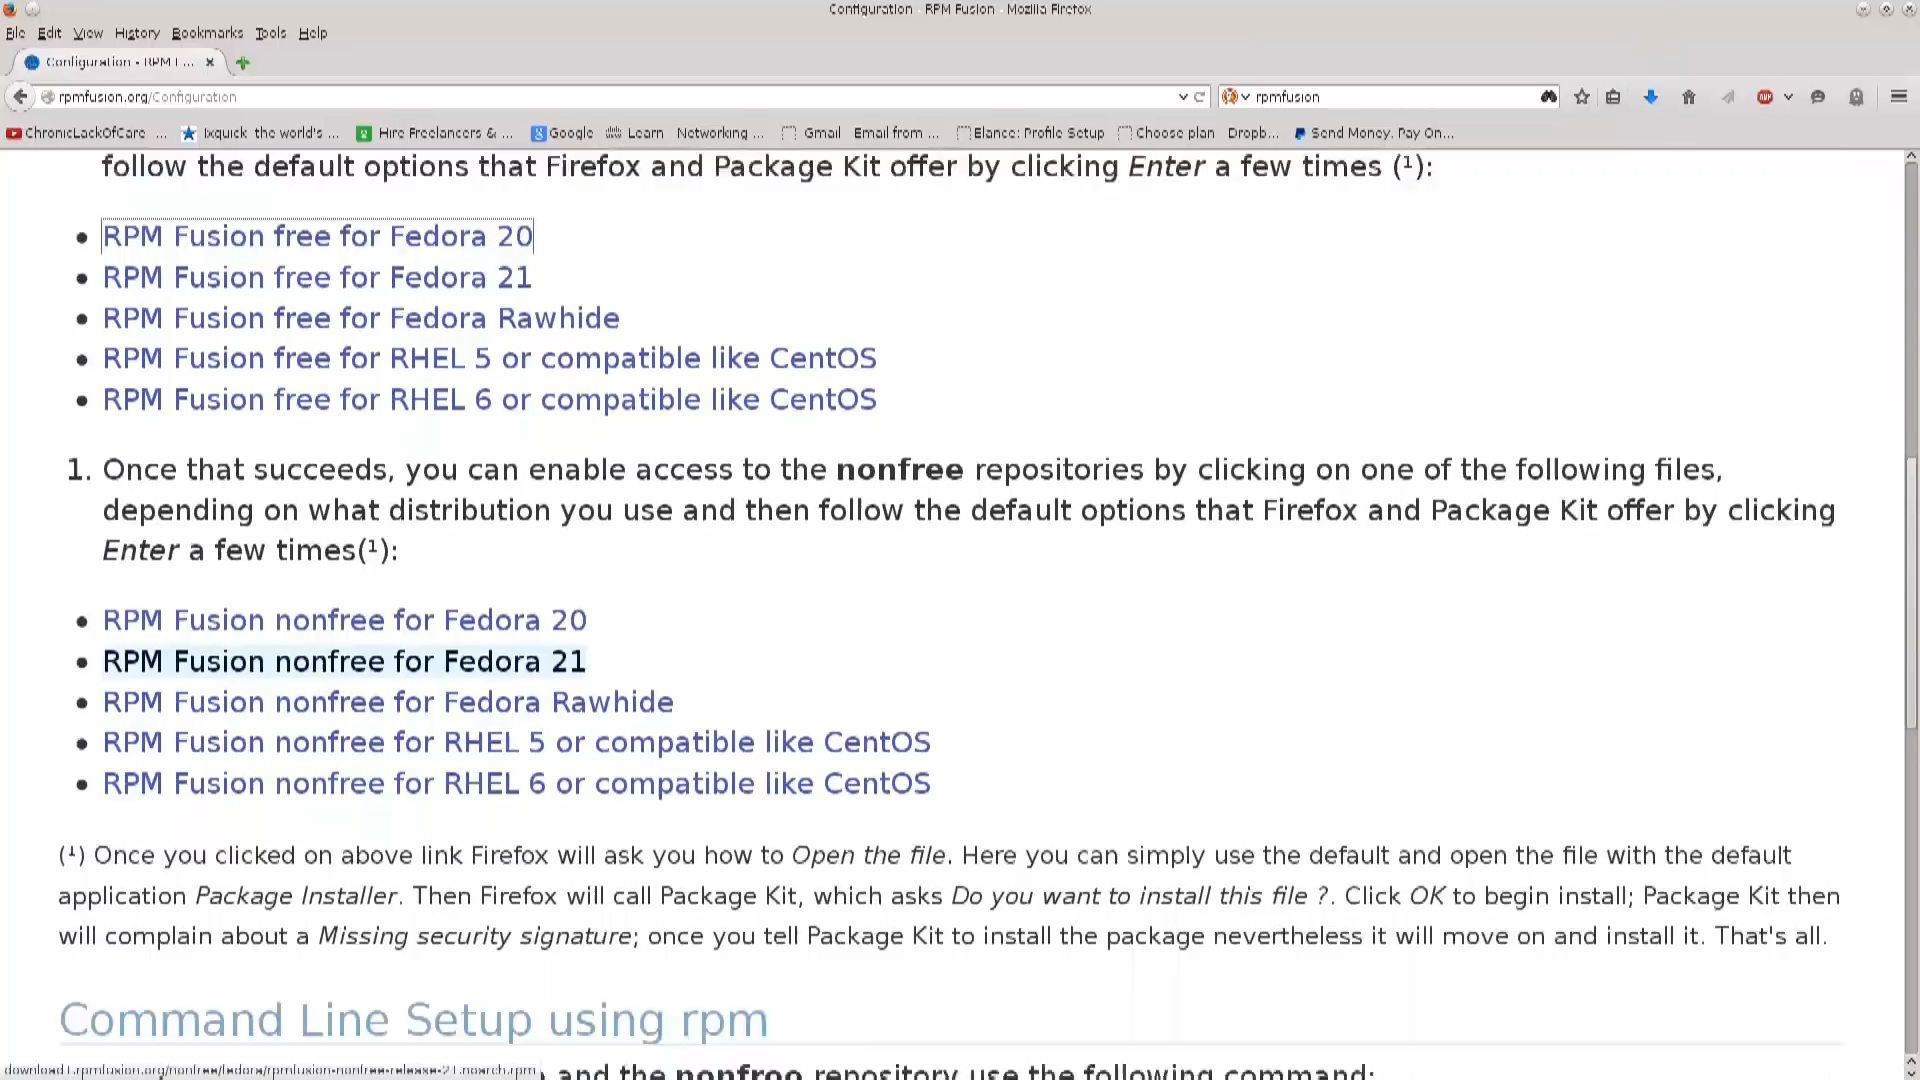 Configuration - RPM Fusion - Mozilla Firefox
File Edit View History Bookmarks Tools Help
Configuration - RPM F...
rpmfusion.org/Configuration
rpmfusion
ABP
ChronicLackOfCare ...
Ixquick the world's ...
Hire Freelancers & ...
Google
Learn Networking ...
Gmail Email from ...
Elance: Profile Setup
Choose plan Dropb...
Send Money, Pay On...
follow the default options that Firefox and Package Kit offer by clicking Enter a few times (¹):
• RPM Fusion free for Fedora 20
• RPM Fusion free for Fedora 21
• RPM Fusion free for Fedora Rawhide
• RPM Fusion free for RHEL 5 or compatible like CentOS
• RPM Fusion free for RHEL 6 or compatible like CentOS
1. Once that succeeds, you can enable access to the nonfree repositories by clicking on one of the following files,
depending on what distribution you use and then follow the default options that Firefox and Package Kit offer by clicking
Enter a few times(¹):
• RPM Fusion nonfree for Fedora 20
• RPM Fusion nonfree for Fedora 21
• RPM Fusion nonfree for Fedora Rawhide
• RPM Fusion nonfree for RHEL 5 or compatible like CentOS
• RPM Fusion nonfree for RHEL 6 or compatible like CentOS
(¹) Once you clicked on above link Firefox will ask you how to Open the file. Here you can simply use the default and open the file with the default
application Package Installer. Then Firefox will call Package Kit, which asks Do you want to install this file ?. Click OK to begin install; Package Kit then
will complain about a Missing security signature; once you tell Package Kit to install the package nevertheless it will move on and install it. That's all.
Command Line Setup using rpm
download1.rpmfusion.org/nonfree/fedora/rpmfusion-nonfree-release-21.noarch.rpm
and the nonfree repository use the following command: